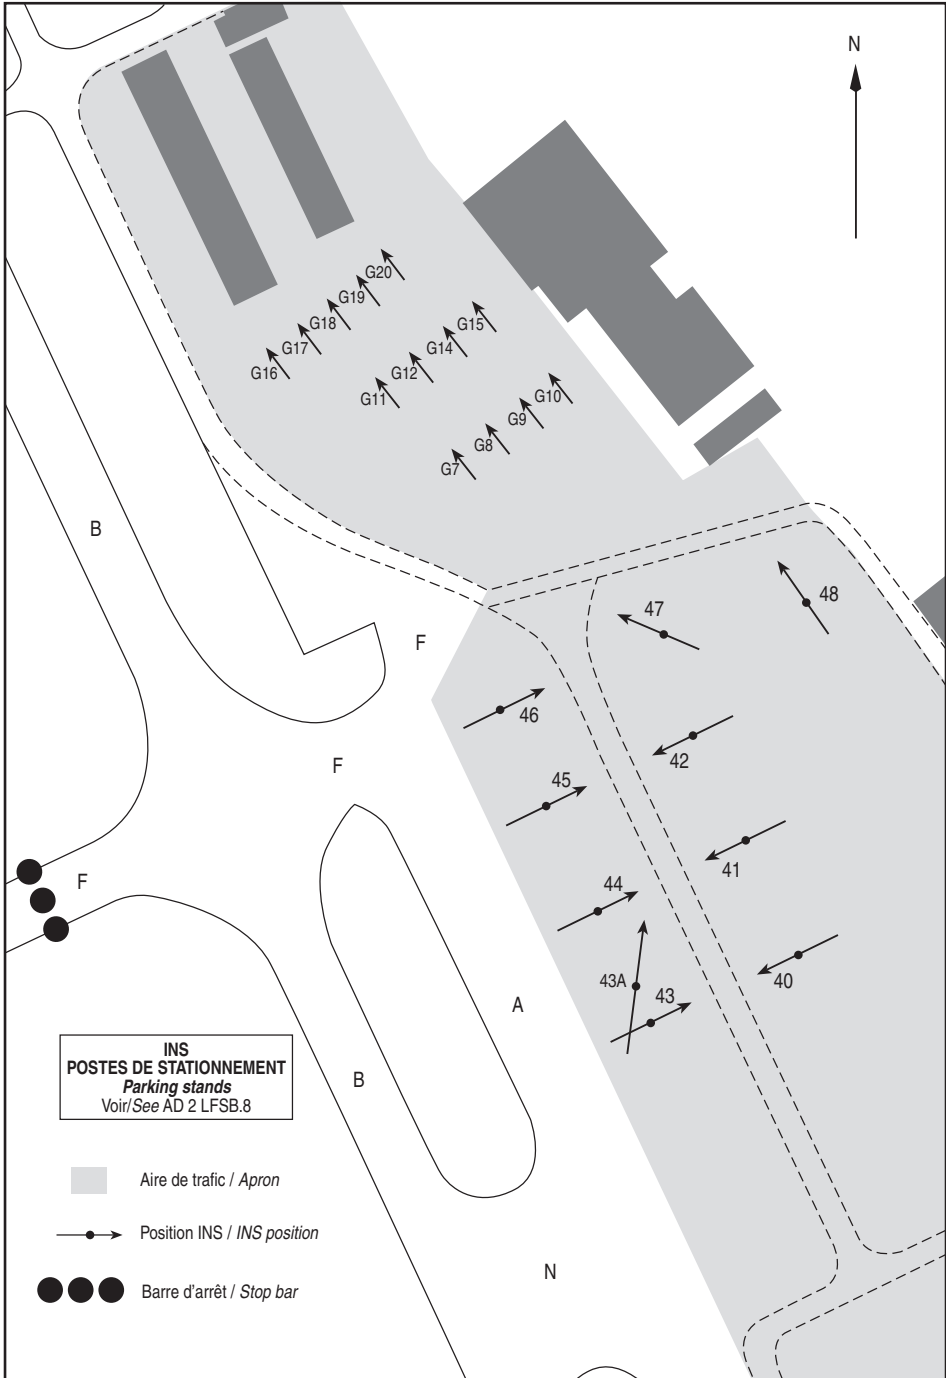 N
G20
G19
G18
G17
G16
G15
G14
G12
G11
G10
G9
G8
G7
B
F
47
48
46
42
F
45
41
F
44
43A
43
40
A
B
N
INS
POSTES DE STATIONNEMENT
Parking stands
Voir/See AD 2 LFSB.8
Aire de trafic / Apron
Position INS / INS position
Barre d'arrêt / Stop bar